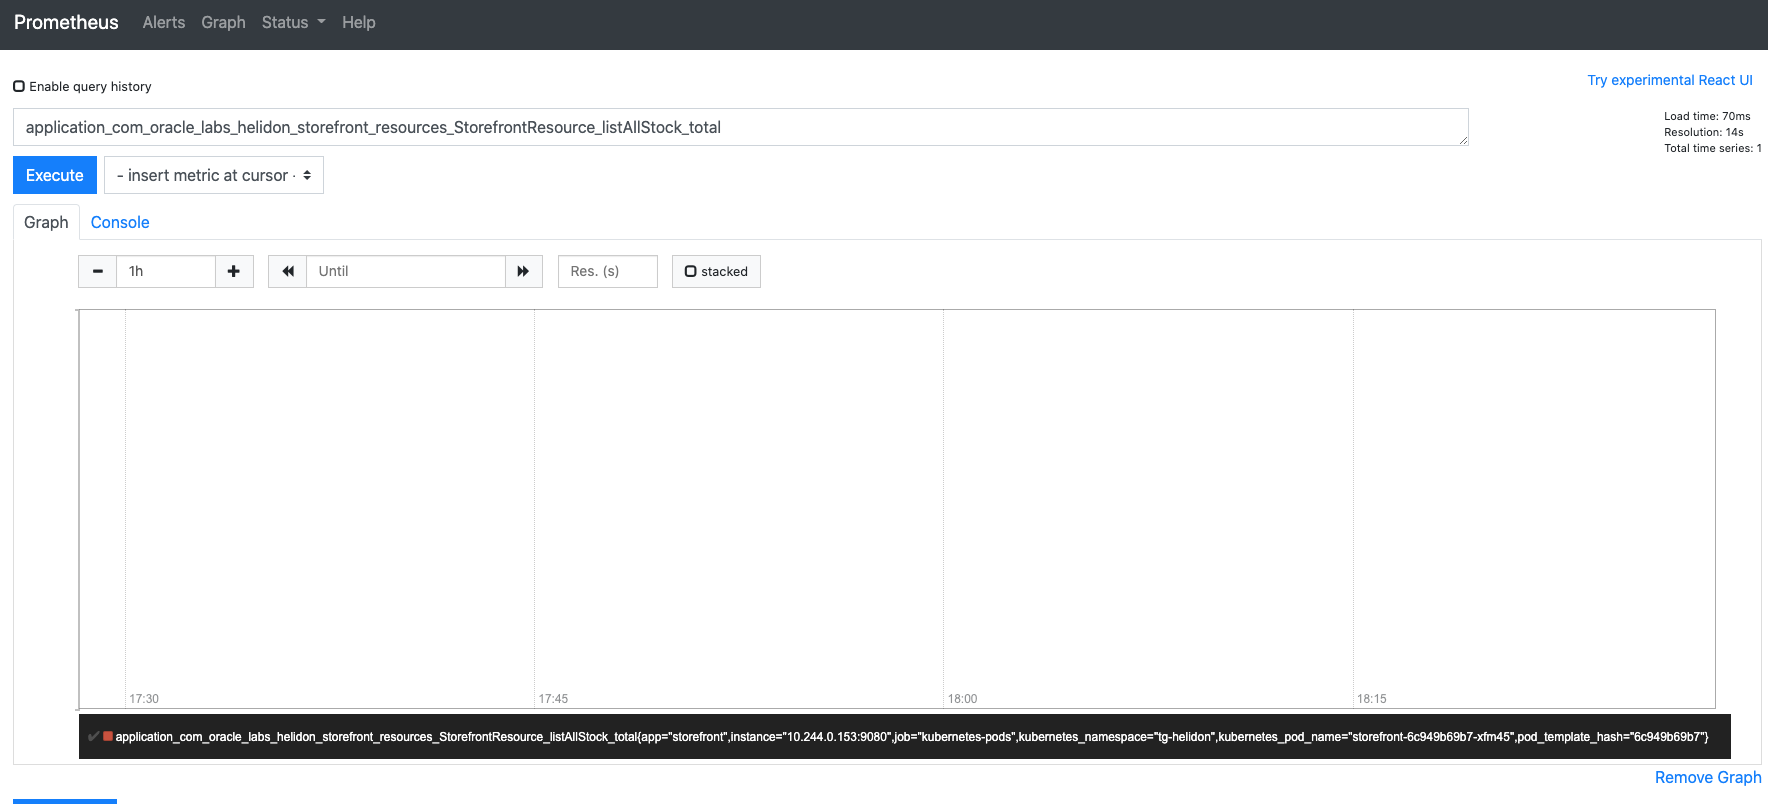 Prometheus Alerts Graph Status Help
Enable query history
Try experimental React UI
application_com_oracle_labs_helidon_storefront_resources_StorefrontResource_listAllStock_total
Load time: 70ms
Resolution: 14s
Total time series: 1
Execute
- insert metric at cursor -
Graph Console
1h Until Res. (s) stacked
17:30 17:45 18:00 18:15
application_com_oracle_labs_helidon_storefront_resources_StorefrontResource_listAllStock_total{app="storefront",instance="10.244.0.153:9080",job="kubernetes-pods",kubernetes_namespace="tg-helidon",kubernetes_pod_name="storefront-6c949b69b7-xfm45",pod_template_hash="6c949b69b7"}
Remove Graph